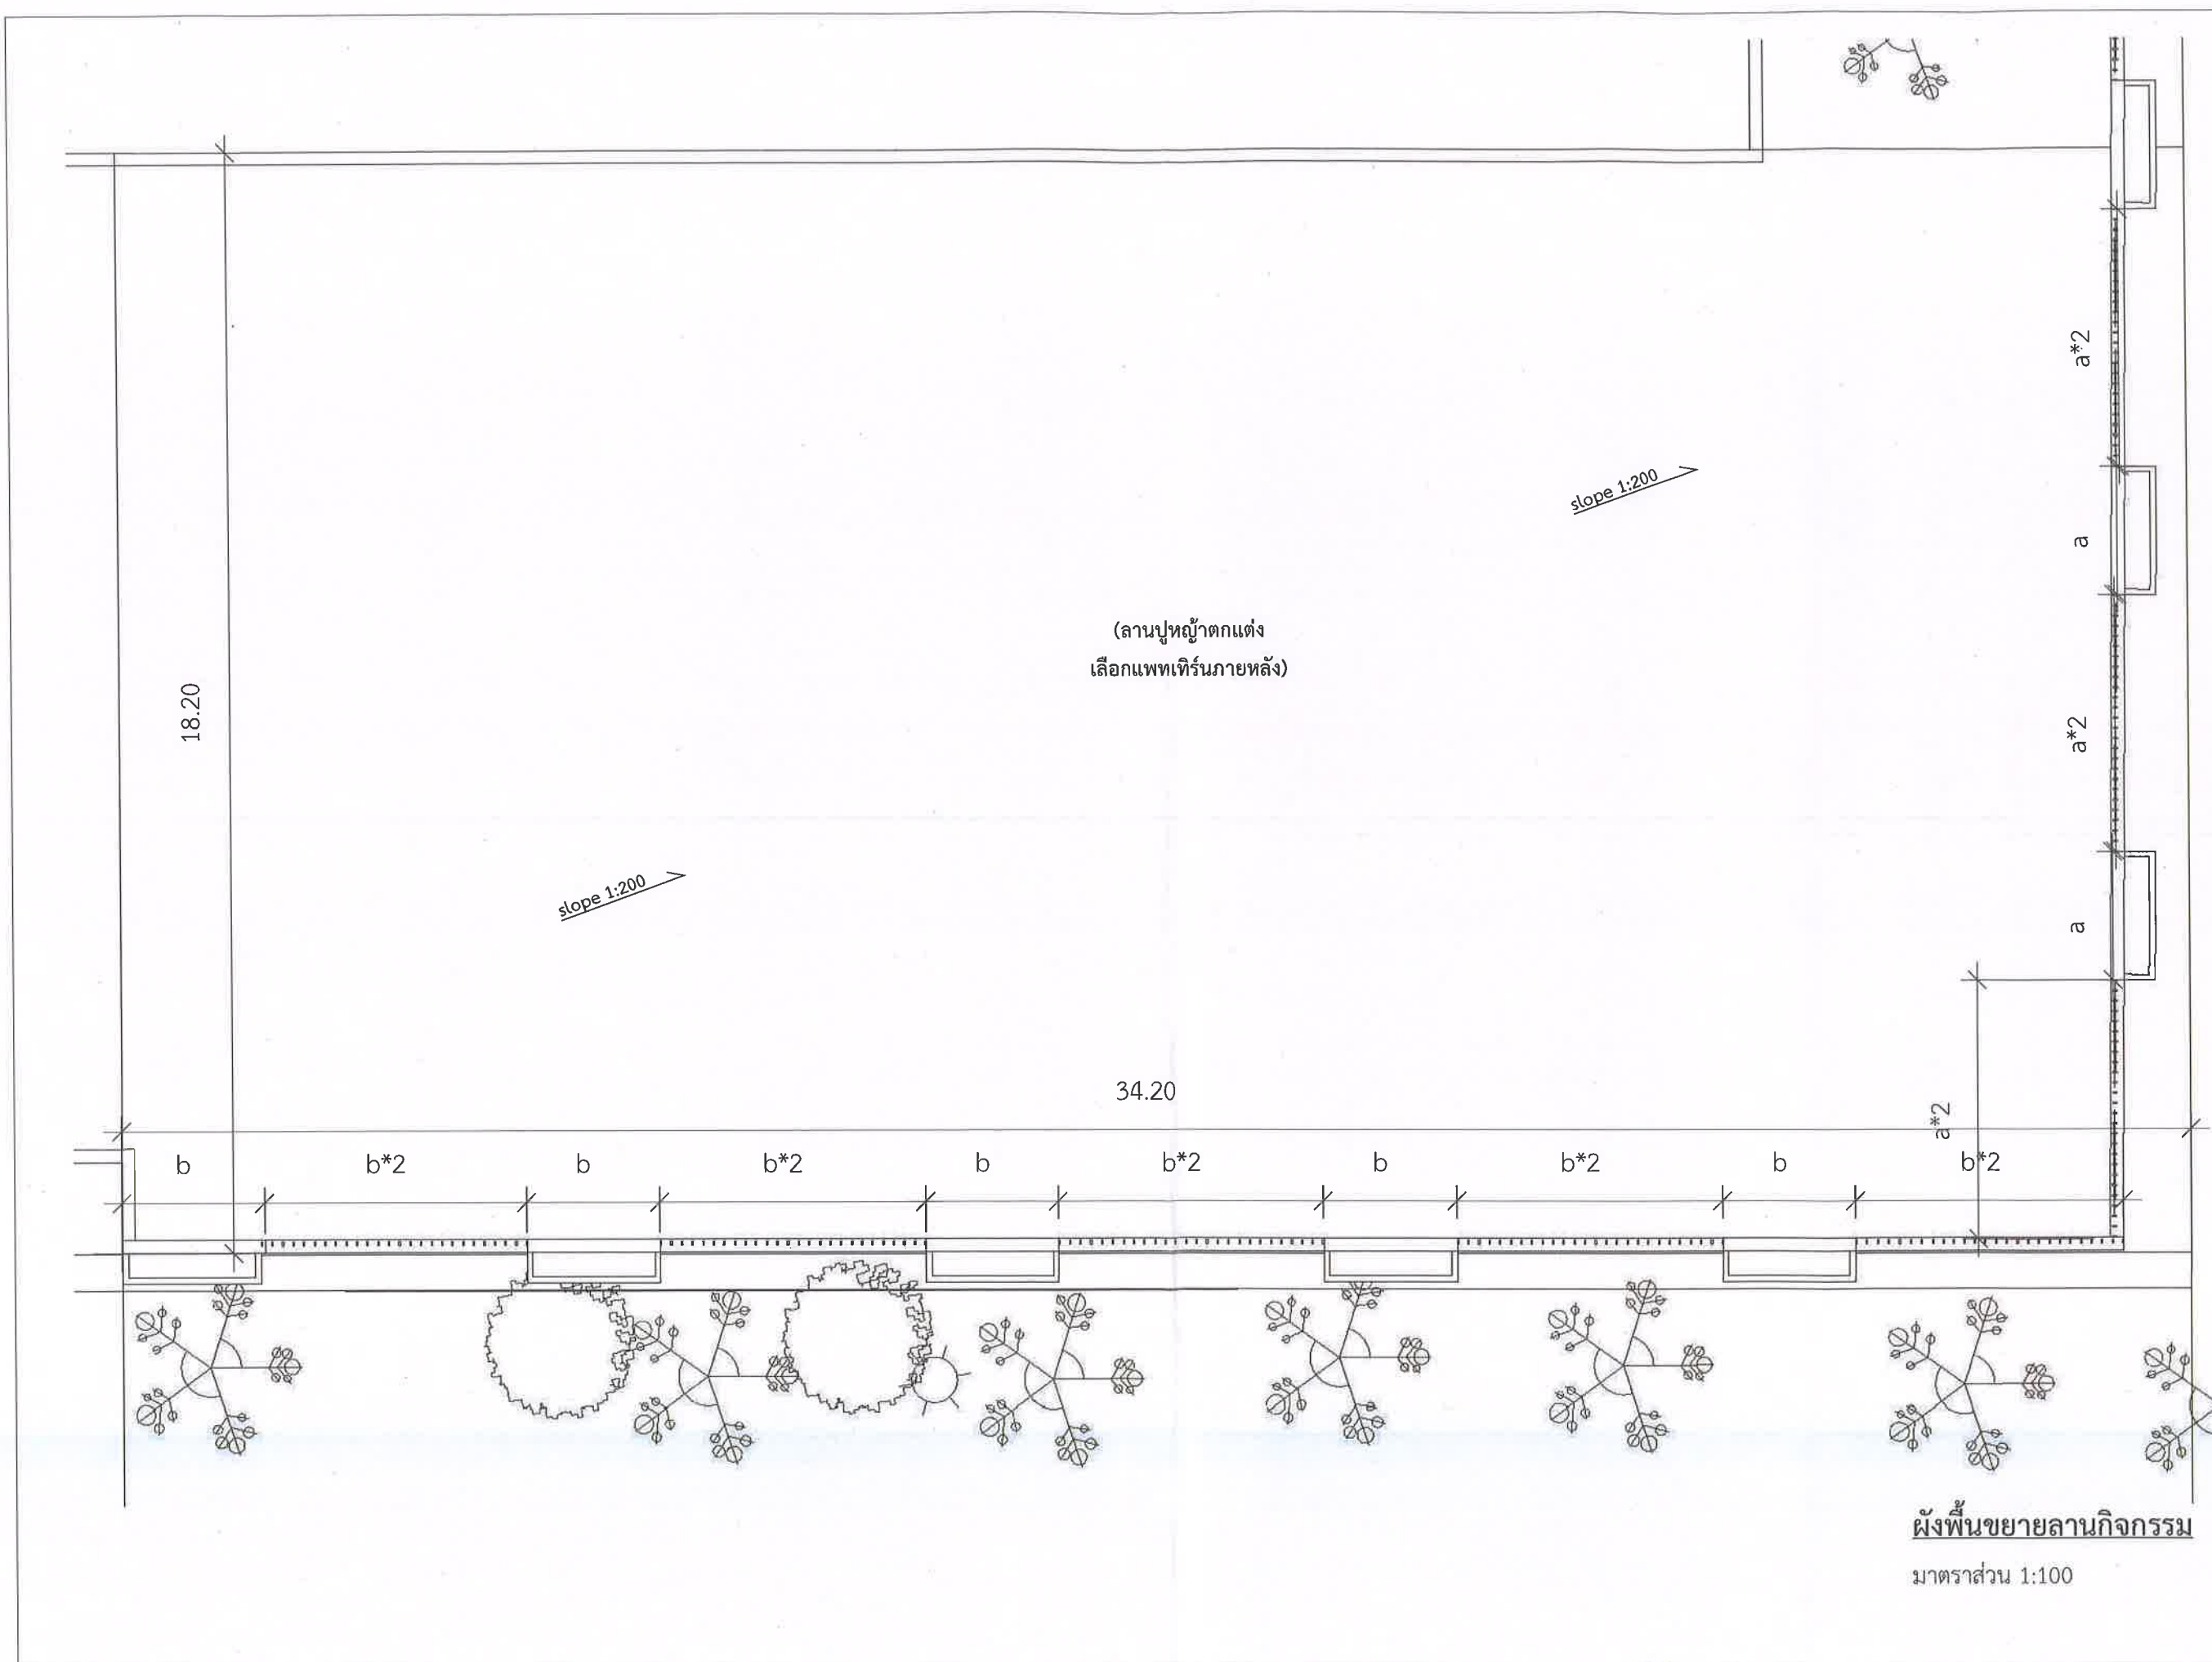 a*2
slope 1:200
a
(ลานปูหญ้าตกแต่ง
เลือกแพทเทิร์นภายหลัง)
18.20
a*2
slope 1:200
a
34.20
a*2
b b*2 b b*2 b b*2 b b*2 b b*2
ผังพื้นขยายลานกิจกรรม
มาตราส่วน 1:100